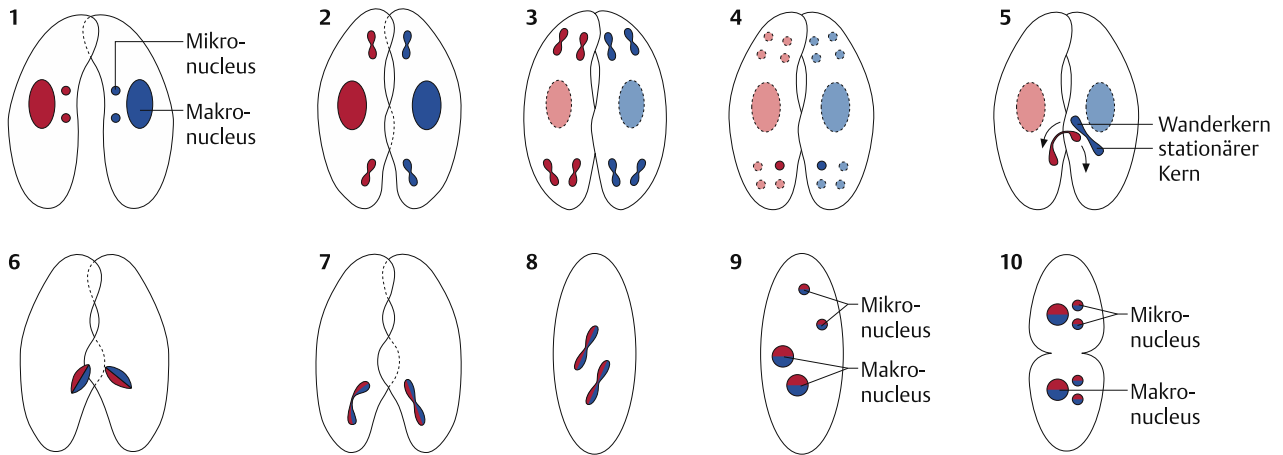 1
2
3
4
5
Mikro-
nucleus
Makro-
nucleus
Wanderkern
stationärer
Kern
6
7
8
9
10
Mikro-
nucleus
Makro-
nucleus
Mikro-
nucleus
Makro-
nucleus